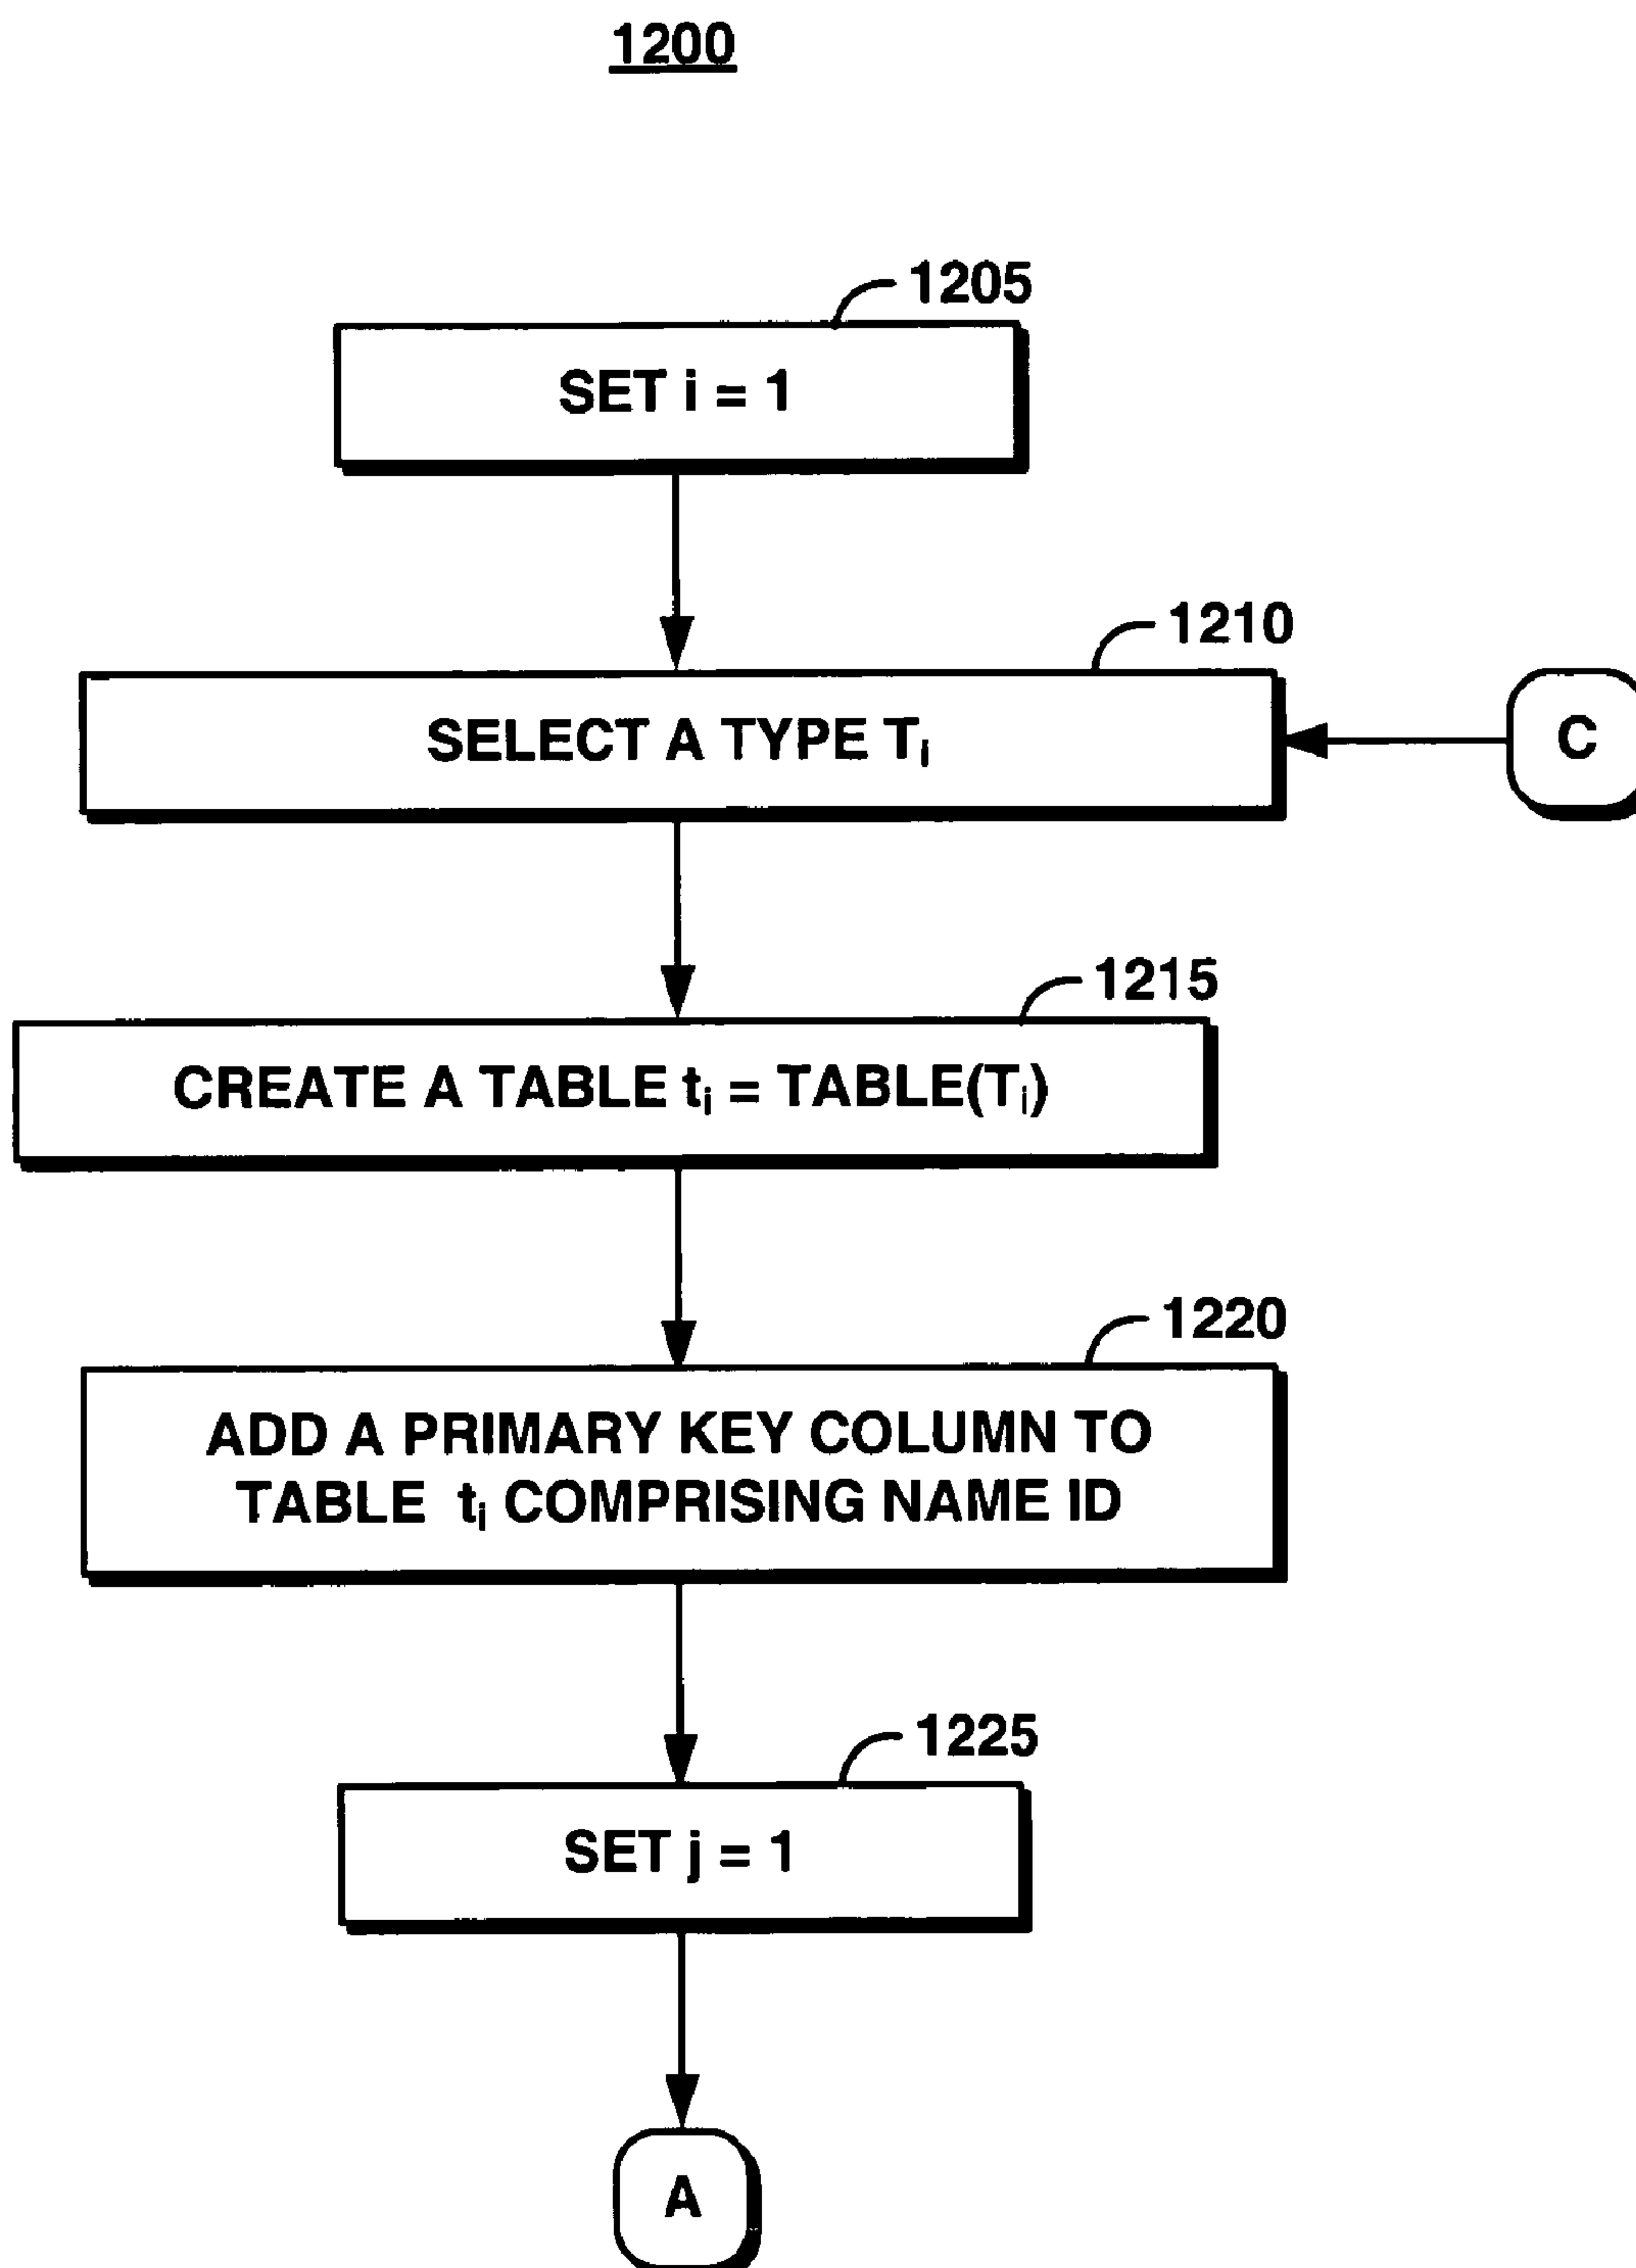 1200
1205
SET i = 1
1210
SELECT A TYPE Tᵢ
C
1215
CREATE A TABLE tᵢ = TABLE(Tᵢ)
1220
ADD A PRIMARY KEY COLUMN TO
TABLE tᵢ COMPRISING NAME ID
1225
SET j = 1
A